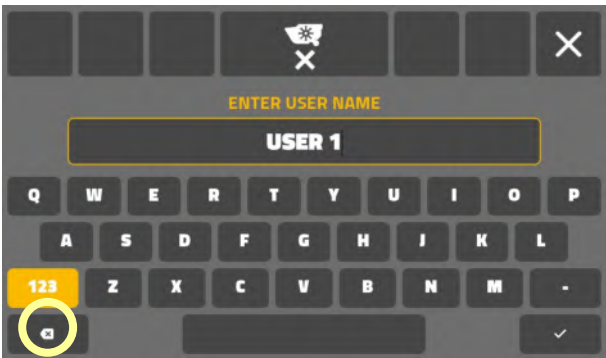 ENTER USER NAME
USER 1
Q W E R T Y U I O P
A S D F G H J K L
123 Z X C V B N M -